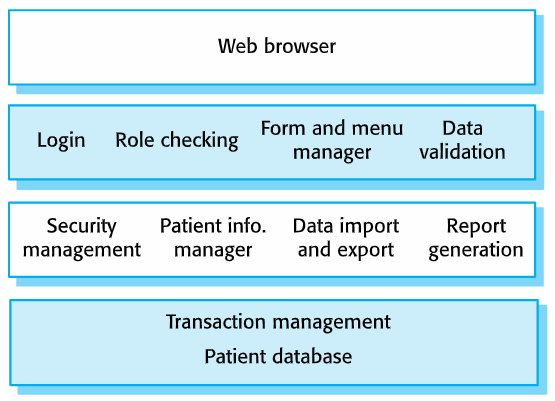 Web browser
Login
Role checking
Form and menu
manager
Data
validation
Security
management
Patient info.
manager
Data import
and export
Report
generation
Transaction management
Patient database